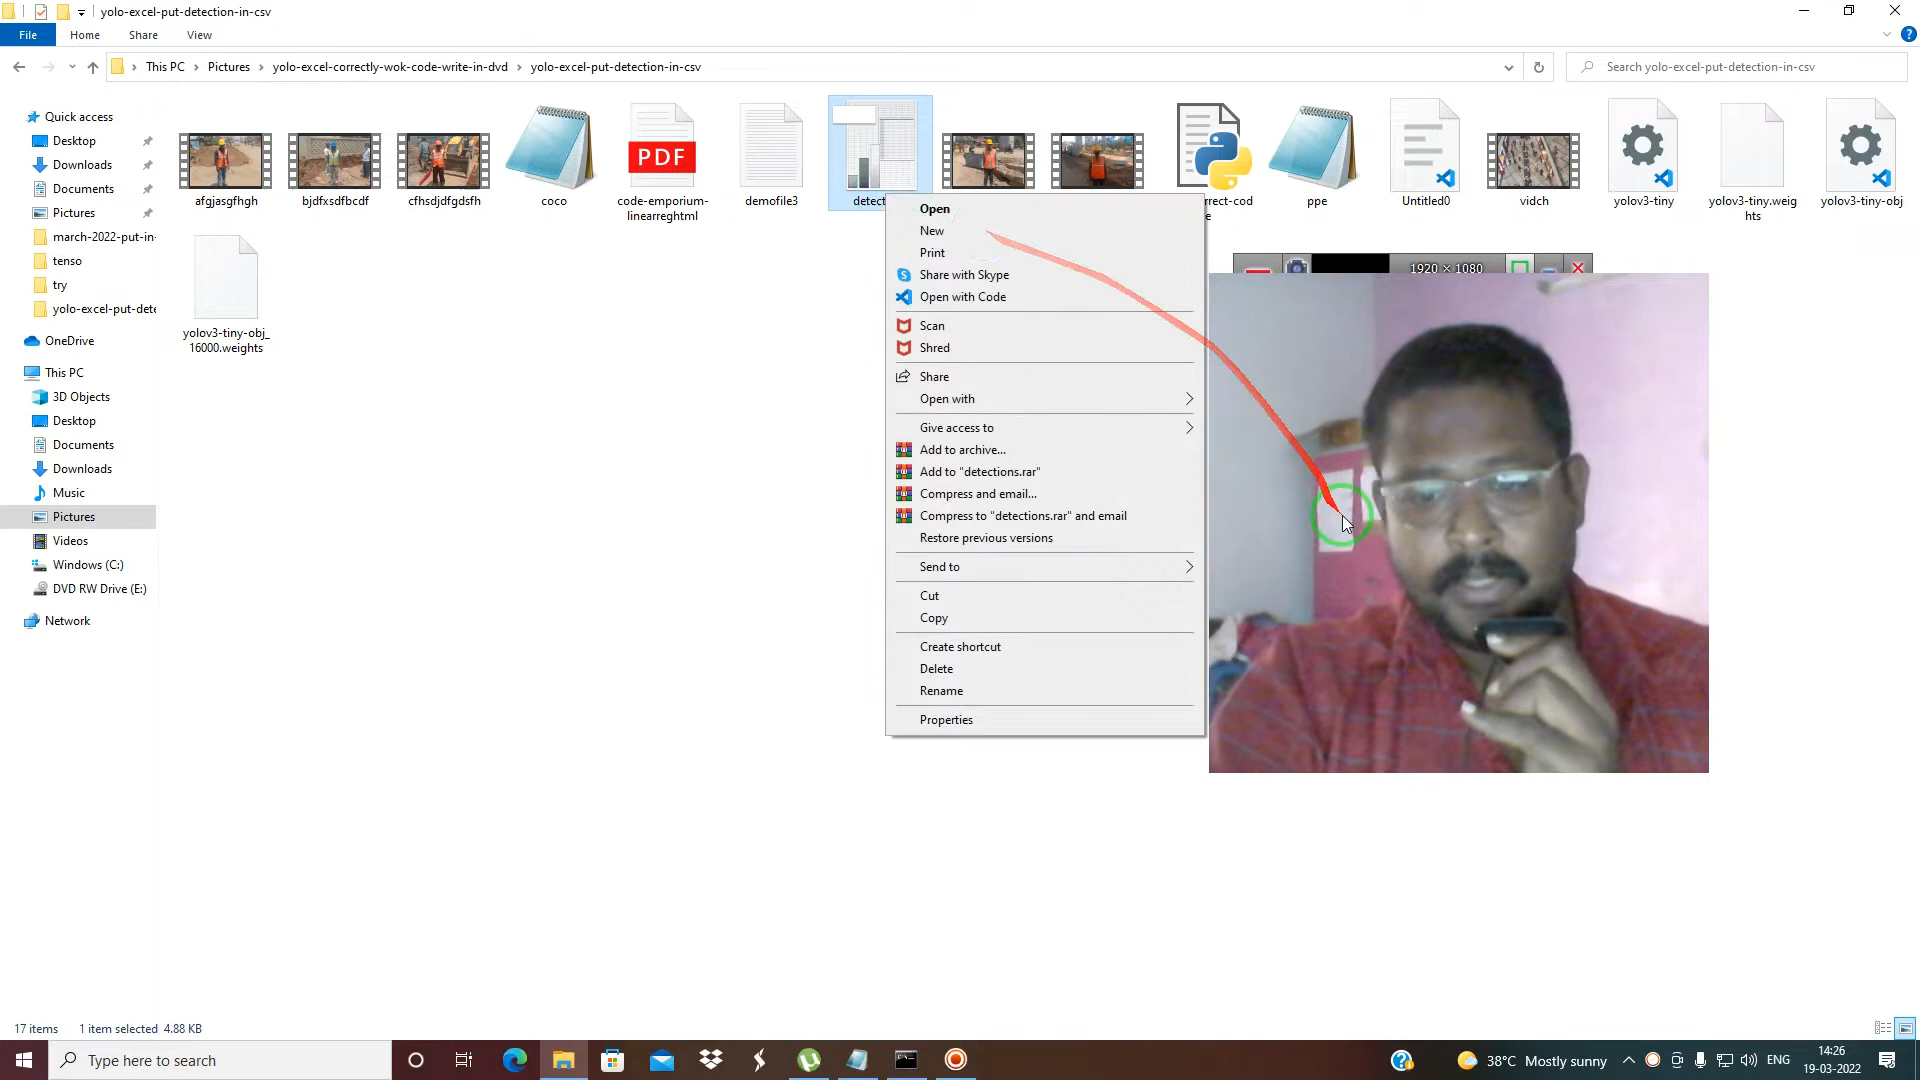 yolo-excel-put-detection-in-csv
File Home Share View
This PC Pictures yolo-excel-correctly-wok-code-write-in-dvd yolo-excel-put-detection-in-csv
Search yolo-excel-put-detection-in-csv
Quick access
Desktop
Downloads
Documents
Pictures
march-2022-put-in-
tenso
try
yolo-excel-put-dete
OneDrive
This PC
3D Objects
Desktop
Documents
Downloads
Music
Pictures
Videos
Windows (C:)
DVD RW Drive (E:)
Network
afgjasgfhgh
bjdfxsdfbcdf
cfhsdjdfgdsfh
coco
PDF
code-emporium-
linearreghtml
demofile3
detect
rrect-cod
e
ppe
Untitled0
vidch
yolov3-tiny
yolov3-tiny.weig
hts
yolov3-tiny-obj
yolov3-tiny-obj_
16000.weights
Open
New
Print
Share with Skype
Open with Code
Scan
Shred
Share
Open with
Give access to
Add to archive...
Add to "detections.rar"
Compress and email...
Compress to "detections.rar" and email
Restore previous versions
Send to
Cut
Copy
Create shortcut
Delete
Rename
Properties
1920 × 1080
17 items 1 item selected 4.88 KB
Type here to search
38°C Mostly sunny
ENG
14:26
19-03-2022